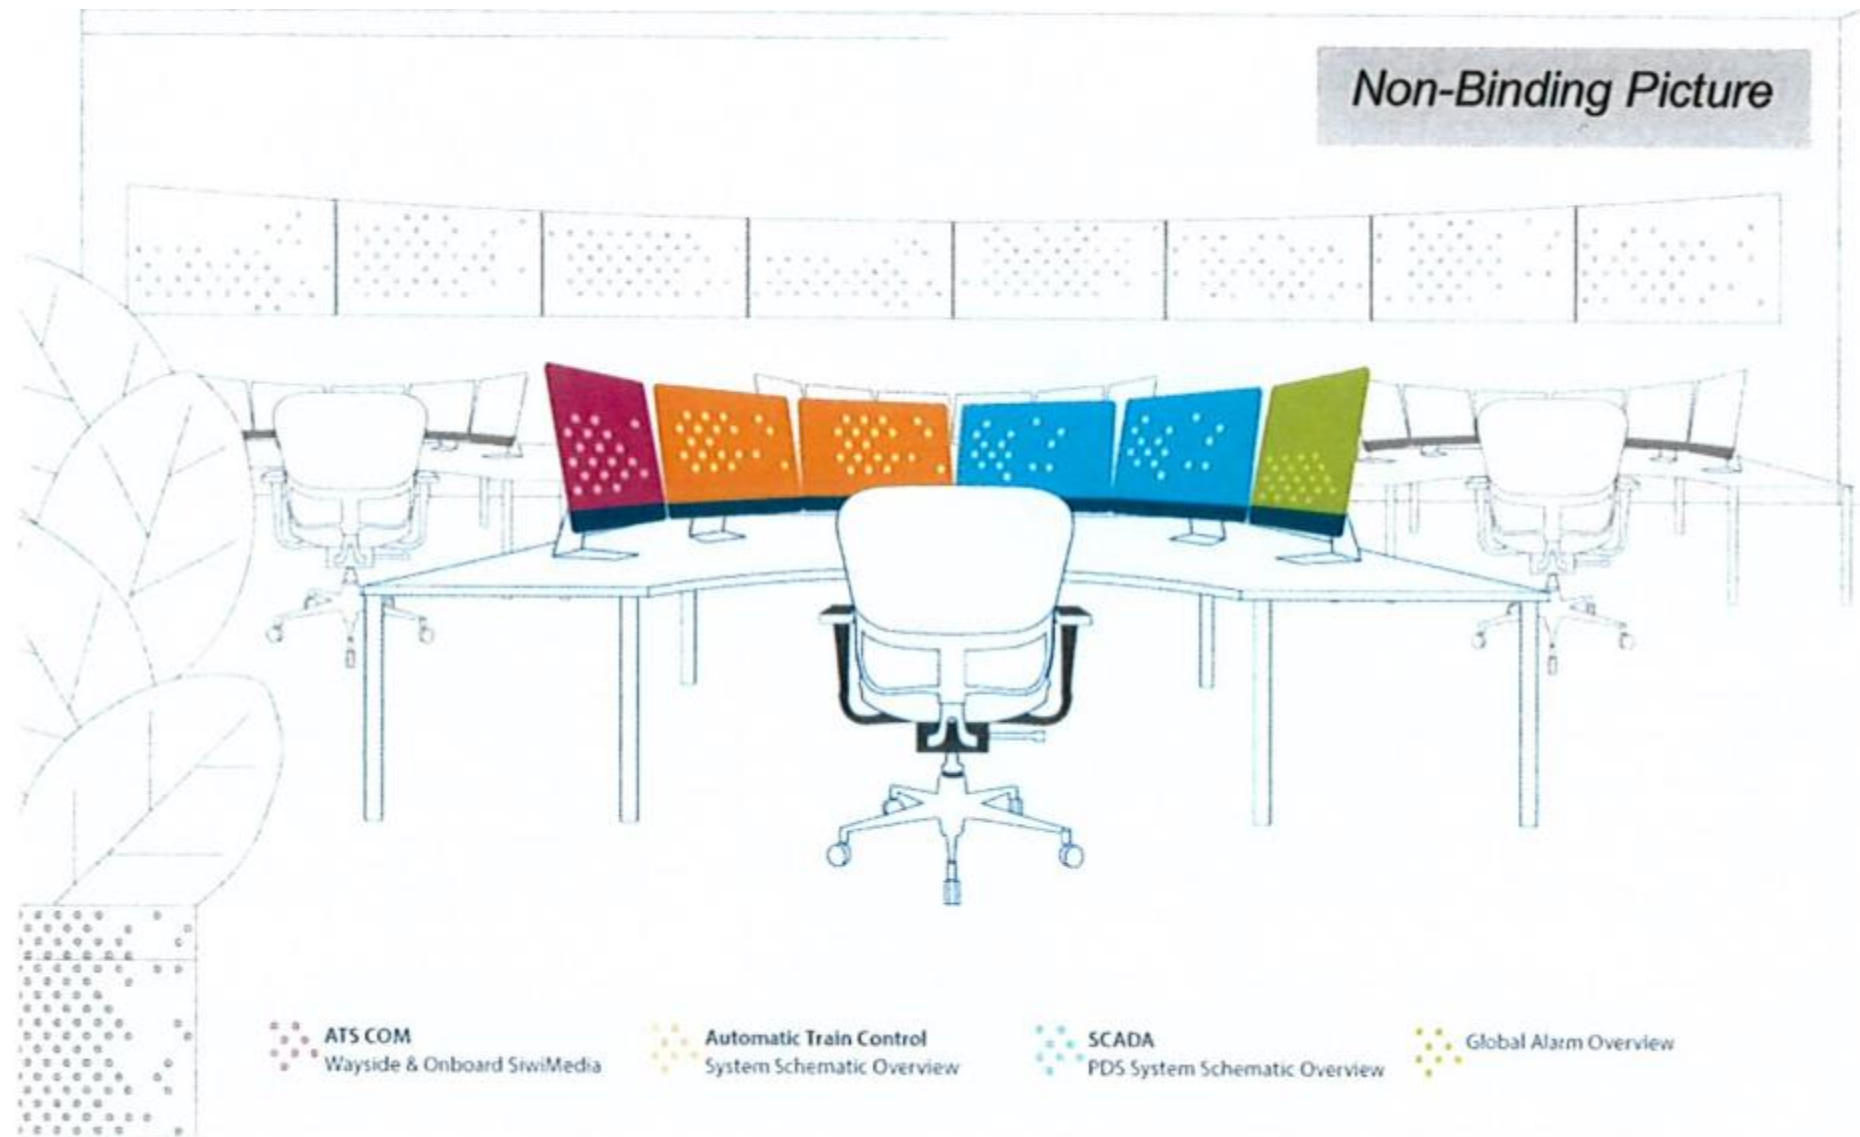 Non-Binding Picture
ATS COM
Wayside & Onboard SiwiMedia
Automatic Train Control
System Schematic Overview
SCADA
PDS System Schematic Overview
Global Alarm Overview